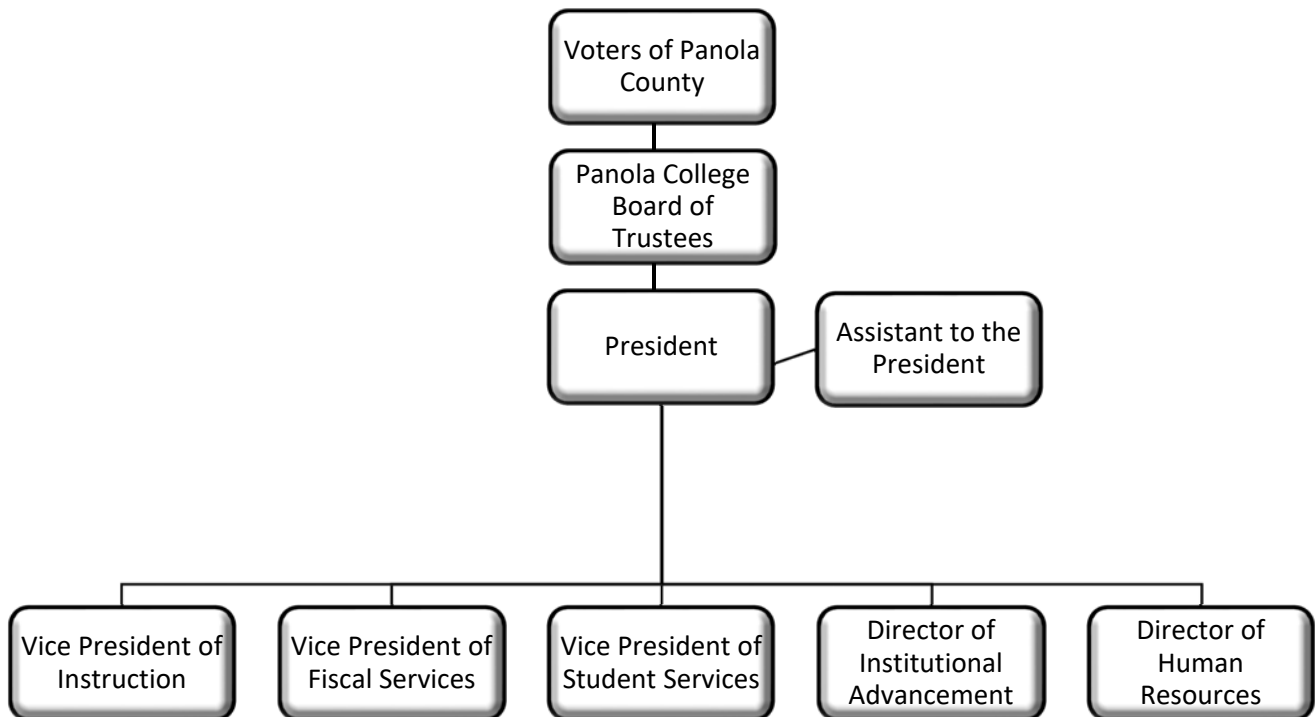 Voters of Panola
County
Panola College
Board of
Trustees
President
Assistant to the
President
Vice President of
Instruction
Vice President of
Fiscal Services
Vice President of
Student Services
Director of
Institutional
Advancement
Director of
Human
Resources